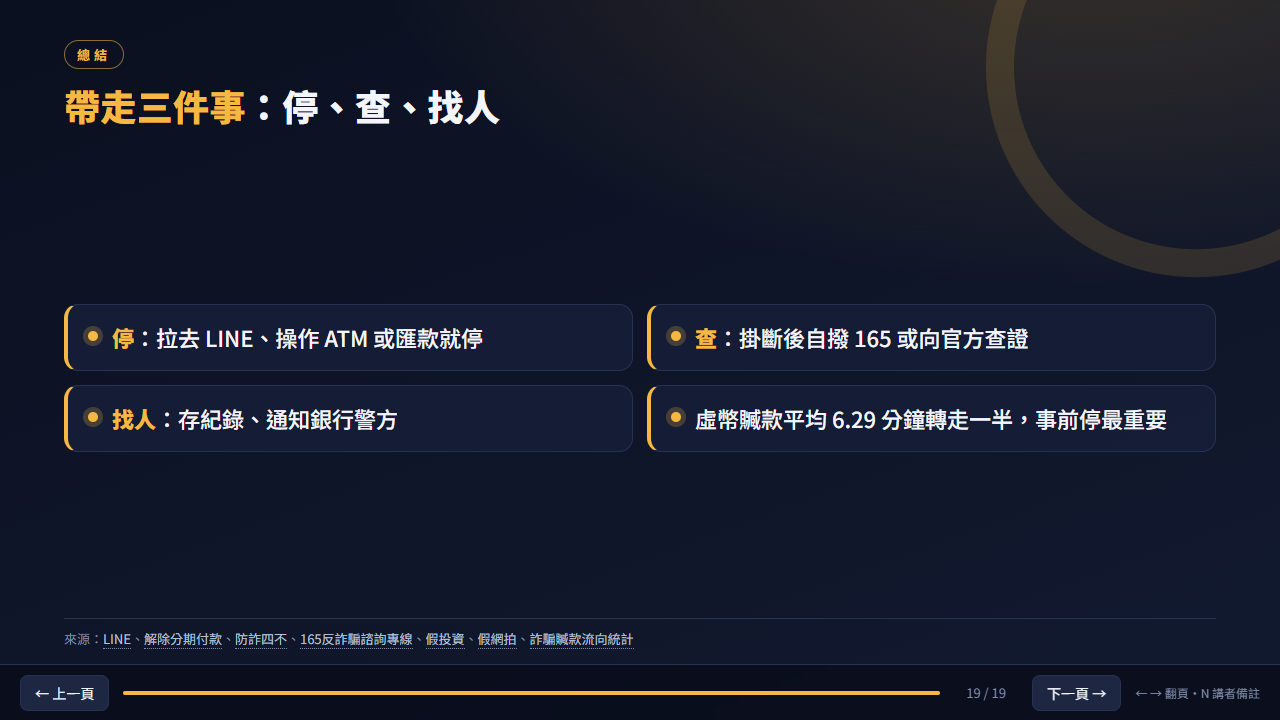 總結
帶走三件事：停、查、找人
停：拉去 LINE、操作 ATM 或匯款就停
查：掛斷後自撥 165 或向官方查證
找人：存紀錄、通知銀行警方
虛幣贓款平均 6.29 分鐘轉走一半，事前停最重要
來源：LINE、解除分期付款、防詐四不、165反詐騙諮詢專線、假投資、假網拍、詐騙贓款流向統計
← 上一頁
19 / 19
下一頁 →
← → 翻頁・N 講者備註